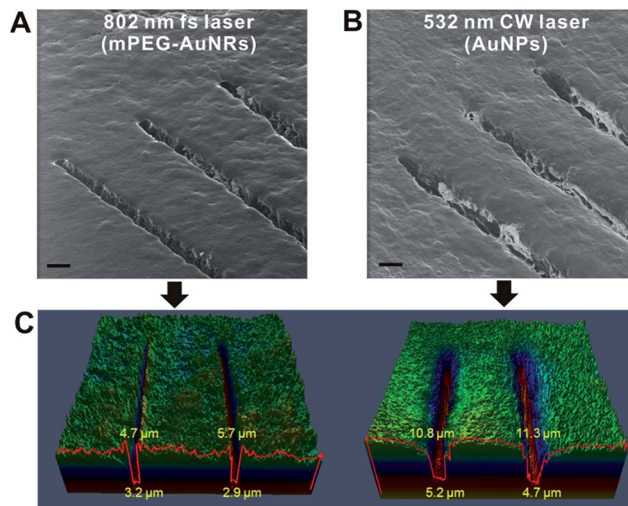 A
802 nm fs laser
(mPEG-AuNRs)
B
532 nm CW laser
(AuNPs)
C
4.7 µm
5.7 µm
3.2 µm
2.9 µm
10.8 µm
11.3 µm
5.2 µm
4.7 µm